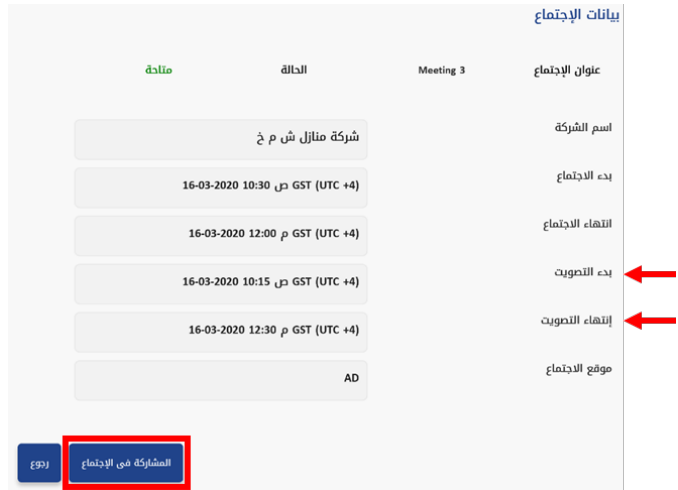 بيانات الإجتماع
عنوان الإجتماع Meeting 3 الحالة متاحة
اسم الشركة شركة منازل ش م خ
بدء الاجتماع 16-03-2020 10:30 ص GST (UTC +4)
انتهاء الاجتماع 16-03-2020 12:00 م GST (UTC +4)
بدء التصويت 16-03-2020 10:15 ص GST (UTC +4)
إنتهاء التصويت 16-03-2020 12:30 م GST (UTC +4)
موقع الاجتماع AD
المشاركة فى الإجتماع رجوع